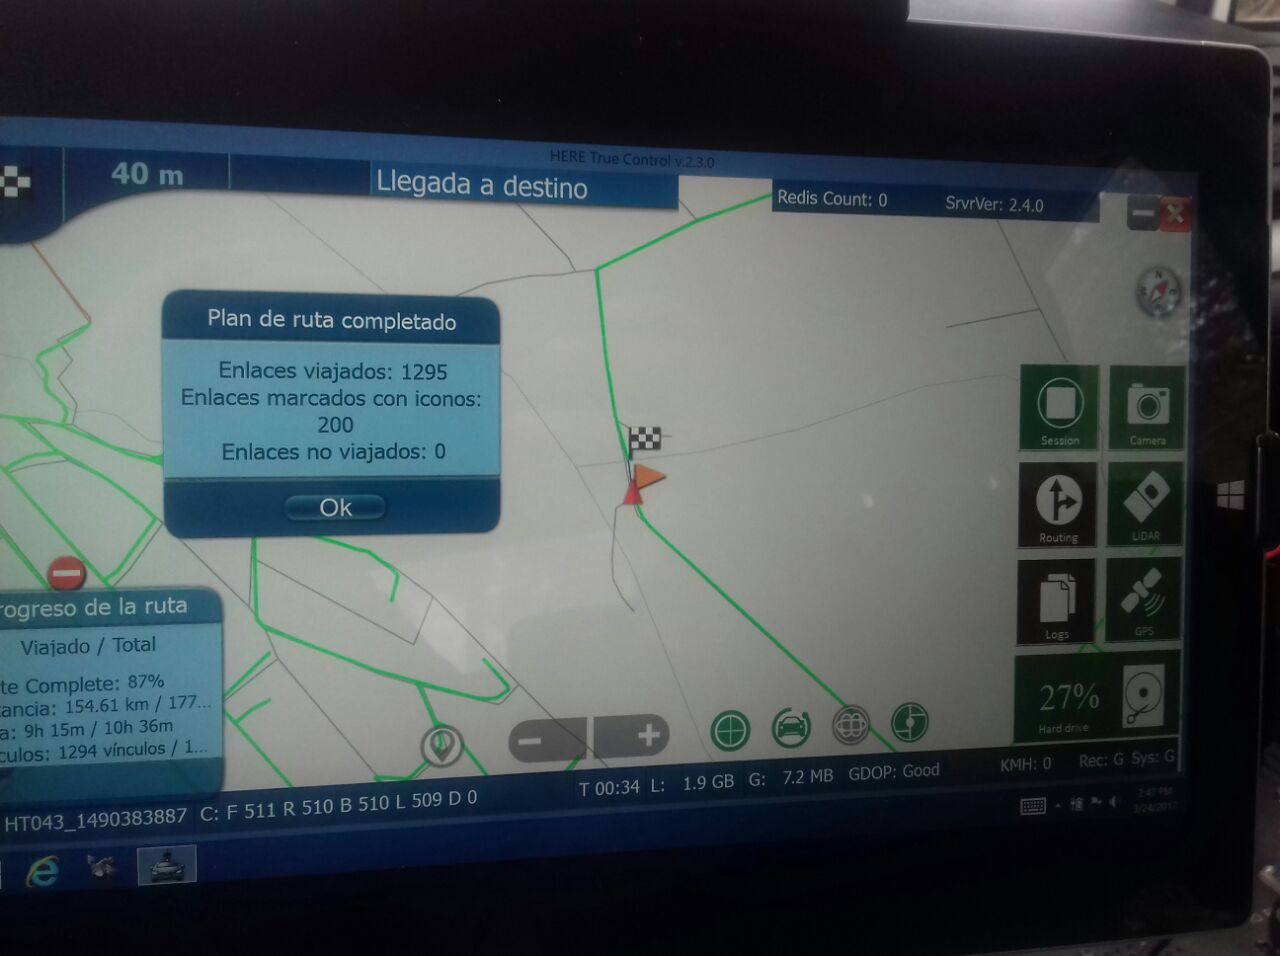 HERE True Control v.2.3.0
40 m
Llegada a destino
Redis Count: 0
SrvrVer: 2.4.0
Plan de ruta completado
Enlaces viajados: 1295
Enlaces marcados con iconos:
200
Enlaces no viajados: 0
Ok
N
E
Session
Camera
Routing
LIDAR
Logs
GPS
27%
Hard drive
rogreso de la ruta
Viajado / Total
te Complete: 87%
tancia: 154.61 km / 177...
a: 9h 15m / 10h 36m
culos: 1294 vínculos / 1...
HT043_1490383887 C: F 511 R 510 B 510 L 509 D 0
T 00:34 L: 1.9 GB G: 7.2 MB GDOP: Good
KMH: 0 Rec: G Sys: G
2:47 PM
3/24/2017